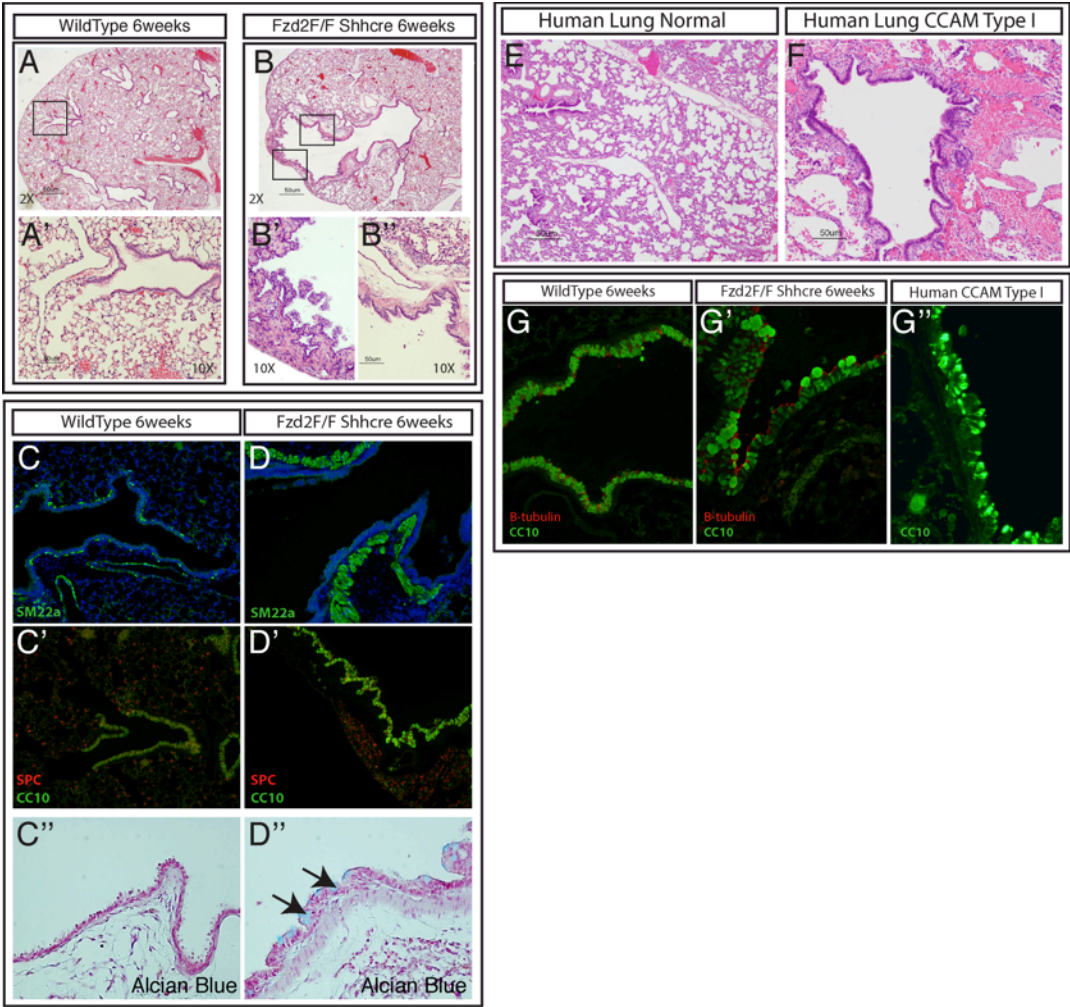 WildType 6weeks
Fzd2F/F Shhcre 6weeks
A
2X
50um
B
2X
50um
A'
10X
B'
10X
B''
50um
10X
WildType 6weeks
Fzd2F/F Shhcre 6weeks
C
SM22a
D
SM22a
C'
SPC
CC10
D'
SPC
CC10
C''
Alcian Blue
D''
Alcian Blue
Human Lung Normal
Human Lung CCAM Type I
E
50um
F
50um
WildType 6weeks
Fzd2F/F Shhcre 6weeks
Human CCAM Type I
G
B-tubulin
CC10
G'
B-tubulin
CC10
G''
CC10